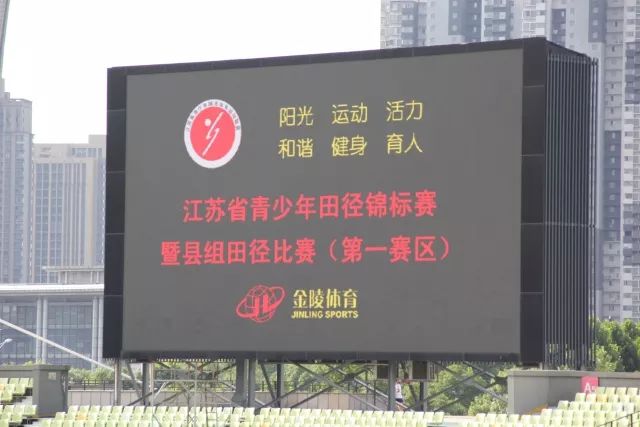 阳光 运动 活力
和谐 健身 育人
江苏省青少年田径锦标赛
暨县组田径比赛（第一赛区）
金陵体育
JINLING SPORTS
A